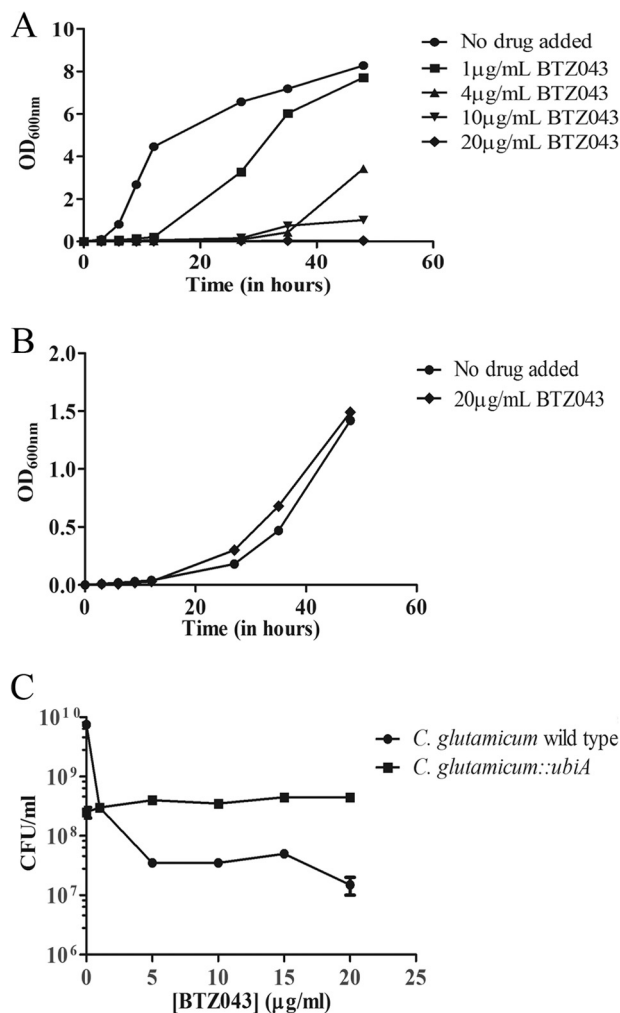 A
10
8
6
4
2
0
OD600nm
0 20 40 60
Time (in hours)
No drug added
1µg/mL BTZ043
4µg/mL BTZ043
10µg/mL BTZ043
20µg/mL BTZ043
B
2.0
1.5
1.0
0.5
0.0
OD600nm
0 20 40 60
Time (in hours)
No drug added
20µg/mL BTZ043
C
10^10
10^9
10^8
10^7
10^6
CFU/ml
0 5 10 15 20 25
[BTZ043] (µg/ml)
C. glutamicum wild type
C. glutamicum::ubiA